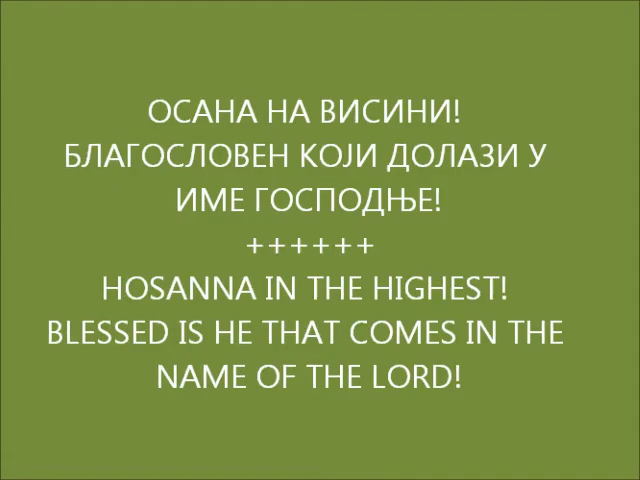 ОСАНА НА ВИСИНИ!
БЛАГОСЛОВЕН КОЈИ ДОЛАЗИ У
ИМЕ ГОСПОДЊЕ!
++++++
HOSANNA IN THE HIGHEST!
BLESSED IS HE THAT COMES IN THE
NAME OF THE LORD!